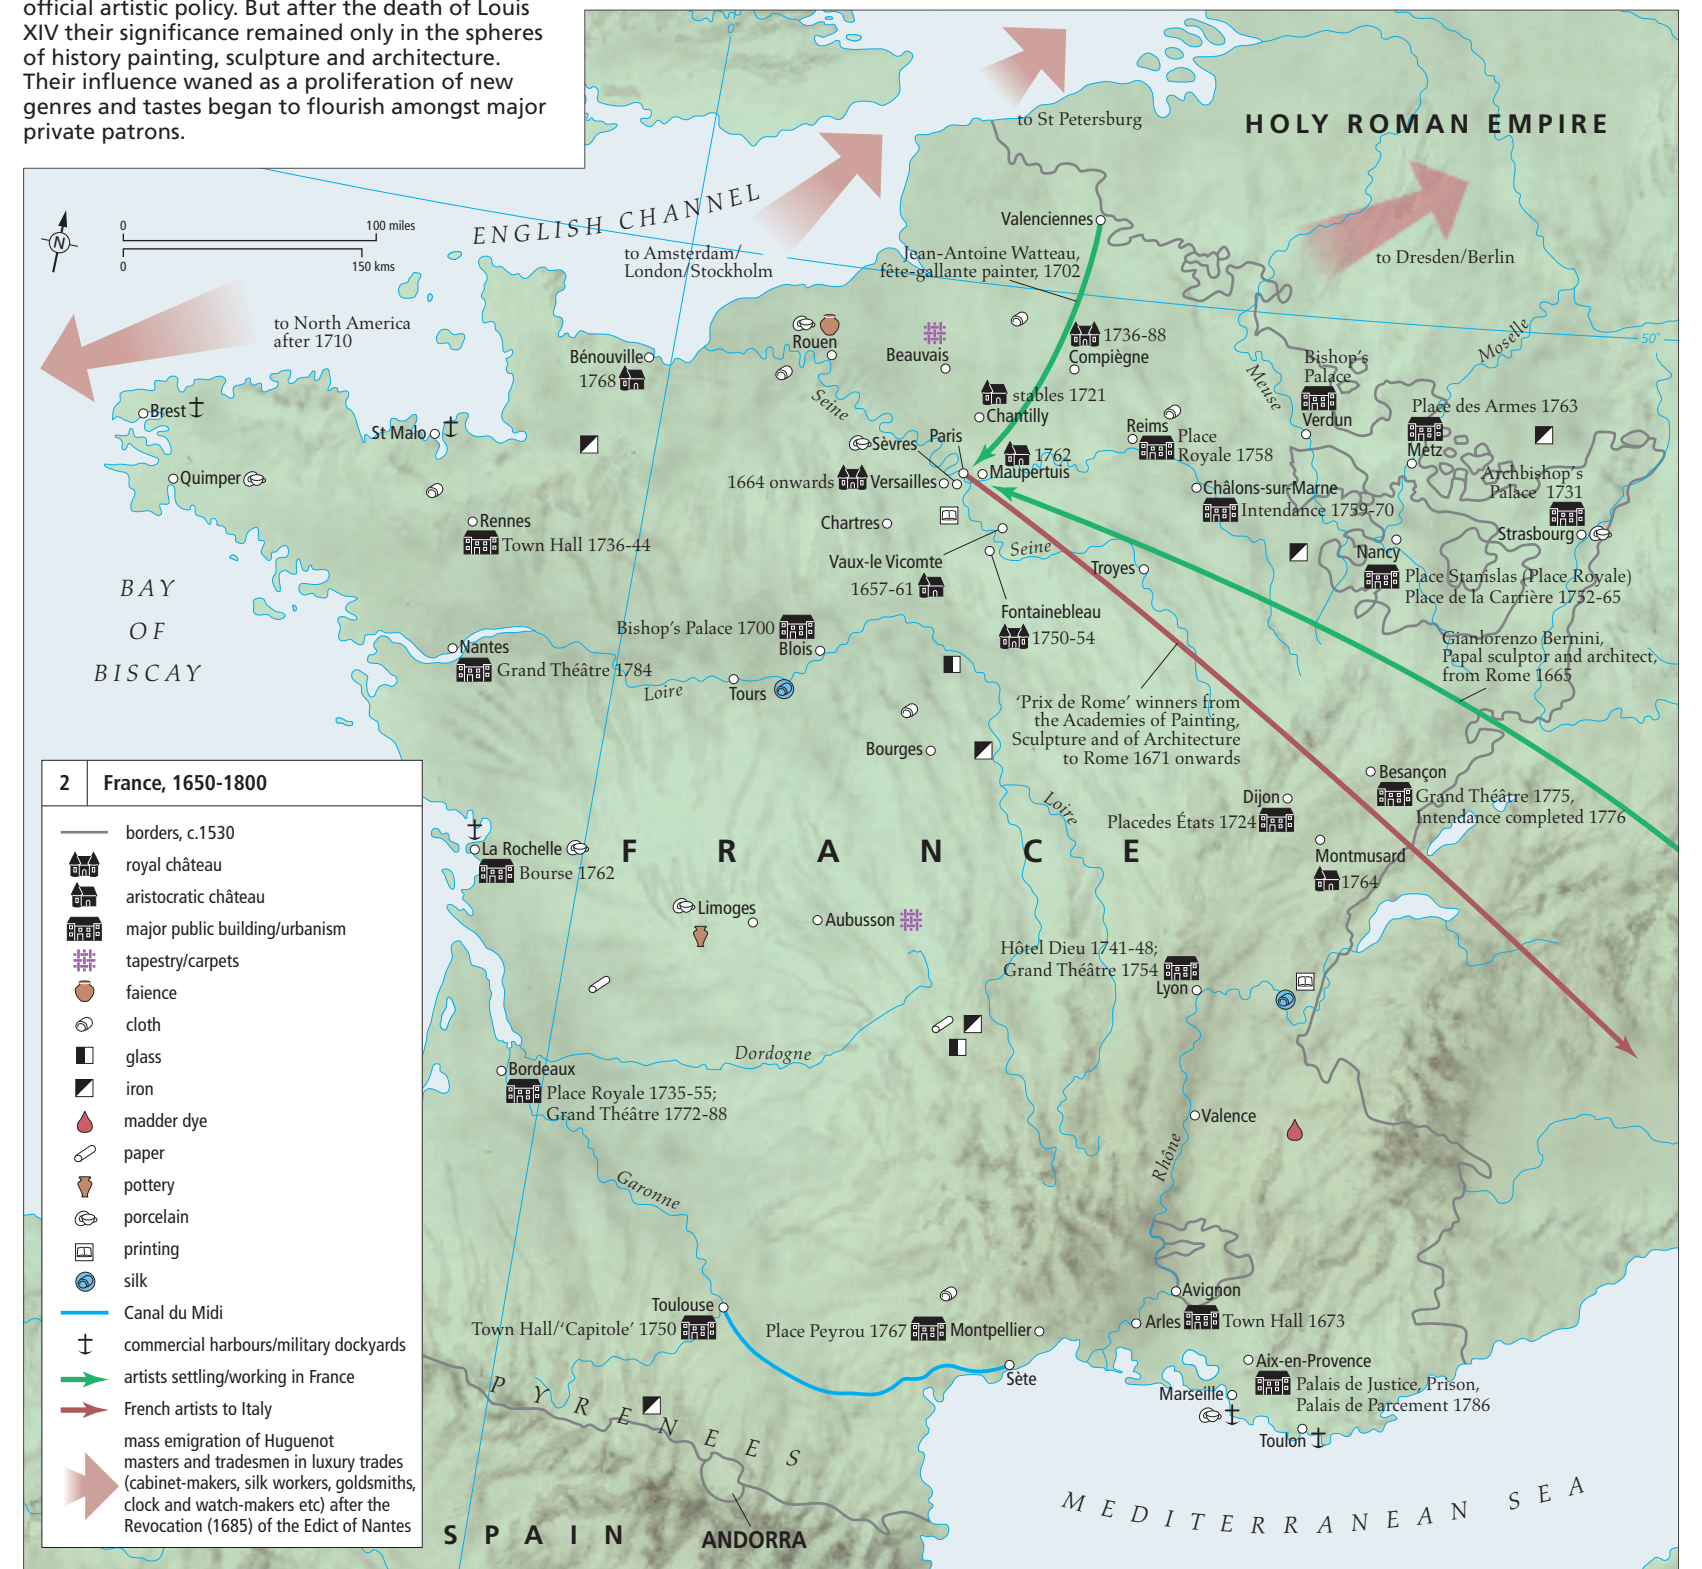 official artistic policy. But after the death of Louis
XIV their significance remained only in the spheres
of history painting, sculpture and architecture.
Their influence waned as a proliferation of new
genres and tastes began to flourish amongst major
private patrons.
0°
to St Petersburg
HOLY ROMAN EMPIRE
N
0
100 miles
0
150 kms
ENGLISH CHANNEL
to Amsterdam/
London/Stockholm
Valenciennes
Jean-Antoine Watteau,
fête-gallante painter, 1702
to Dresden/Berlin
to North America
after 1710
Rouen
Beauvais
1736-88
Compiègne
Moselle
50°
Bénouville
1768
Seine
stables 1721
Chantilly
Meuse
Bishop's
Palace
Verdun
Place des Armes 1763
Metz
Brest
St Malo
Quimper
Sèvres
Paris
1762
Maupertuis
Reims
Place
Royale 1758
1664 onwards
Versailles
Châlons-sur-Marne
Intendance 1759-70
Archbishop's
Palace 1731
Strasbourg
Rennes
Town Hall 1736-44
Chartres
Seine
Vaux-le Vicomte
1657-61
Troyes
Nancy
Place Stanislas (Place Royale)
Place de la Carrière 1752-65
BAY
OF
BISCAY
Fontainebleau
1750-54
Bishop's Palace 1700
Blois
Nantes
Grand Théâtre 1784
Loire
Tours
Gianlorenzo Bernini,
Papal sculptor and architect,
from Rome 1665
'Prix de Rome' winners from
the Academies of Painting,
Sculpture and of Architecture
to Rome 1671 onwards
Bourges
Loire
Besançon
Grand Théâtre 1775,
Intendance completed 1776
Dijon
Placedes États 1724
Montmusard
1764
FRANCE
La Rochelle
Bourse 1762
Limoges
Aubusson
Hôtel Dieu 1741-48;
Grand Théâtre 1754
Lyon
Dordogne
Bordeaux
Place Royale 1735-55;
Grand Théâtre 1772-88
Valence
Rhône
Garonne
Toulouse
Town Hall/'Capitole' 1750
Place Peyrou 1767
Montpellier
Sète
Avignon
Arles
Town Hall 1673
Aix-en-Provence
Palais de Justice, Prison,
Palais de Parcement 1786
Marseille
Toulon
PYRENEES
SPAIN
ANDORRA
MEDITERRANEAN SEA
2 France, 1650-1800
borders, c.1530
royal château
aristocratic château
major public building/urbanism
tapestry/carpets
faience
cloth
glass
iron
madder dye
paper
pottery
porcelain
printing
silk
Canal du Midi
commercial harbours/military dockyards
artists settling/working in France
French artists to Italy
mass emigration of Huguenot
masters and tradesmen in luxury trades
(cabinet-makers, silk workers, goldsmiths,
clock and watch-makers etc) after the
Revocation (1685) of the Edict of Nantes